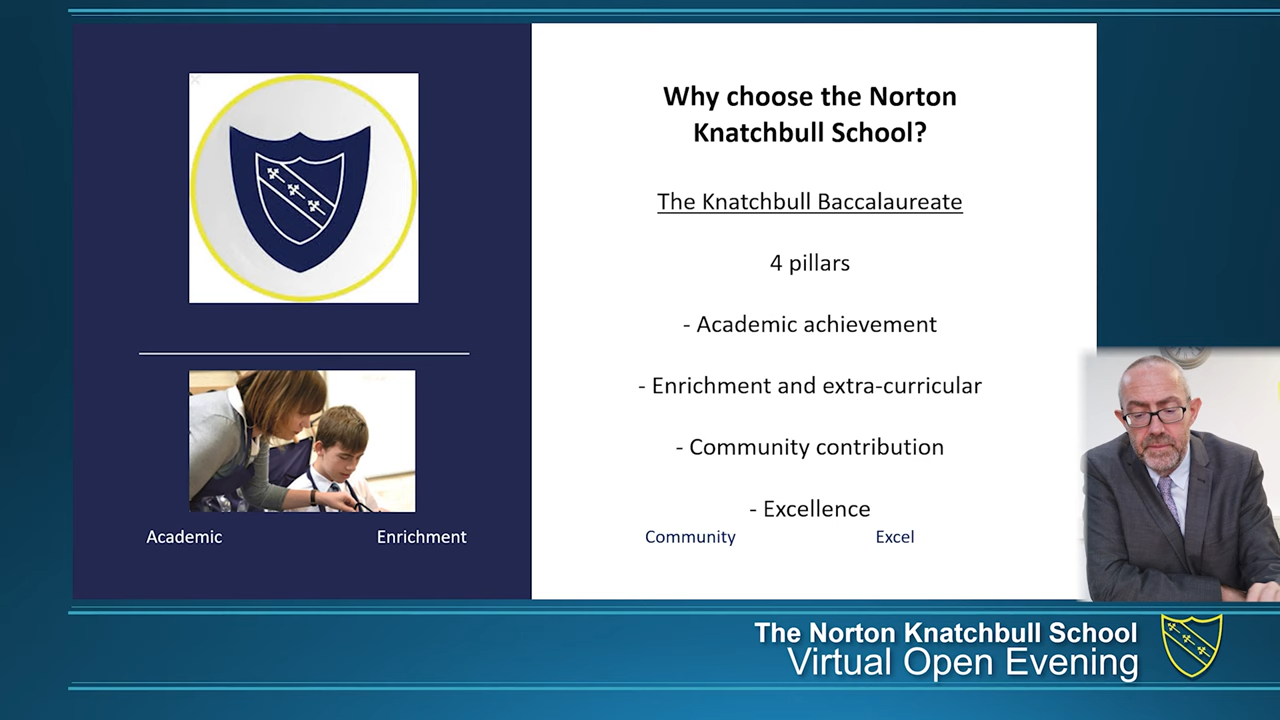 Why choose the Norton
Knatchbull School?
The Knatchbull Baccalaureate
4 pillars
- Academic achievement
- Enrichment and extra-curricular
- Community contribution
- Excellence
Academic
Enrichment
Community
Excel
The Norton Knatchbull School
Virtual Open Evening